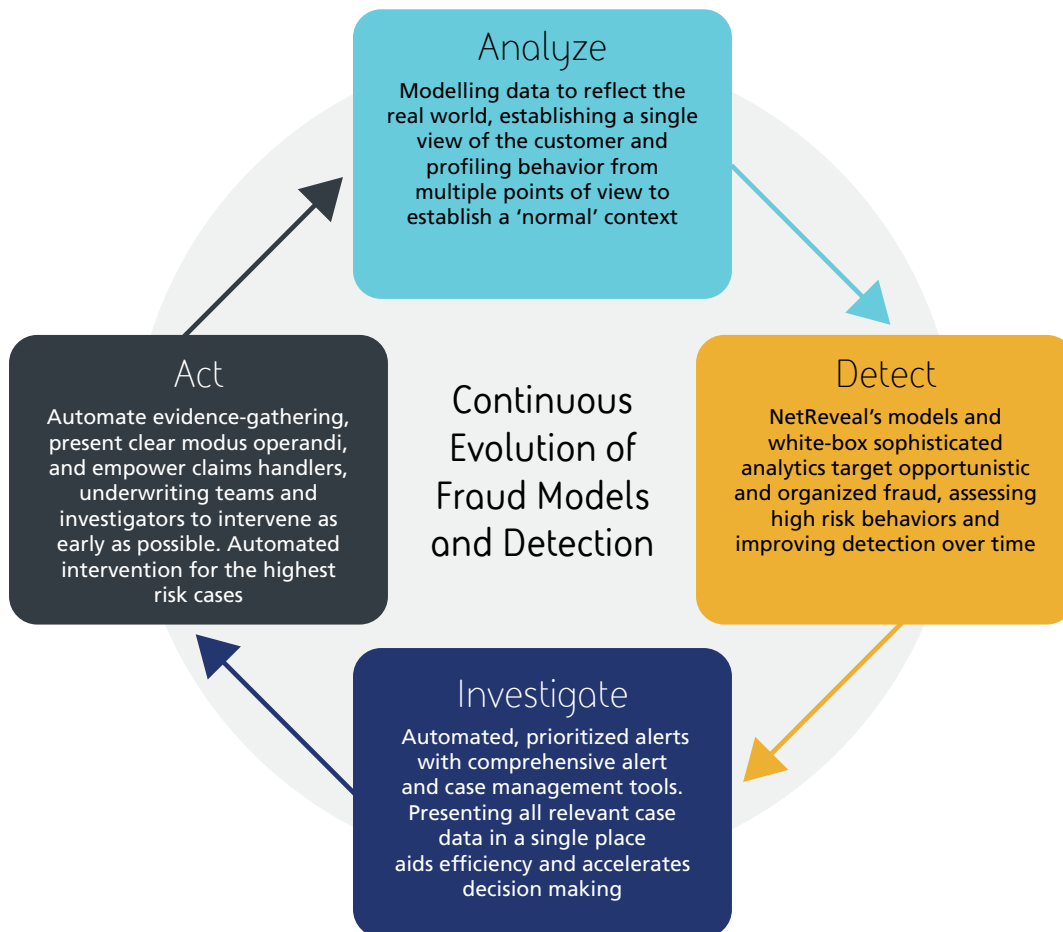 Analyze
Modelling data to reflect the
real world, establishing a single
view of the customer and
profiling behavior from
multiple points of view to
establish a ‘normal’ context
Act
Automate evidence-gathering,
present clear modus operandi,
and empower claims handlers,
underwriting teams and
investigators to intervene as
early as possible. Automated
intervention for the highest
risk cases
Continuous
Evolution of
Fraud Models
and Detection
Detect
NetReveal’s models and
white-box sophisticated
analytics target opportunistic
and organized fraud, assessing
high risk behaviors and
improving detection over time
Investigate
Automated, prioritized alerts
with comprehensive alert
and case management tools.
Presenting all relevant case
data in a single place
aids efficiency and accelerates
decision making